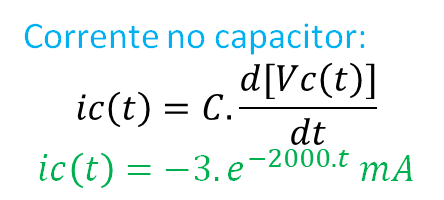 Corrente no capacitor:
ic(t) = C. d[Vc(t)] / dt
ic(t) = −3. e^−2000.t mA